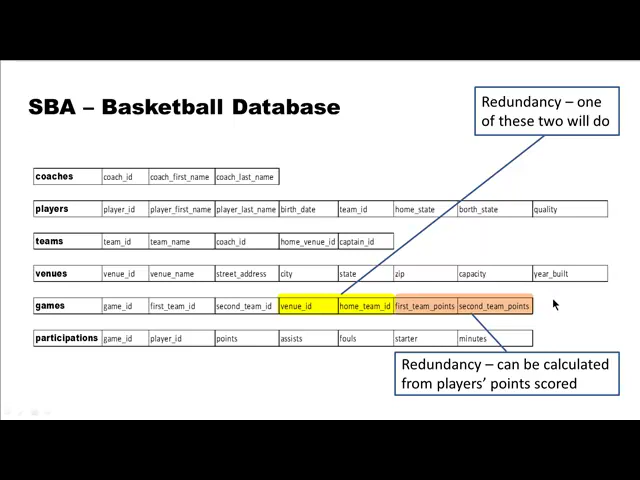 SBA – Basketball Database
Redundancy – one
of these two will do
coaches coach_id coach_first_name coach_last_name
players player_id player_first_name player_last_name birth_date team_id home_state borth_state quality
teams team_id team_name coach_id home_venue_id captain_id
venues venue_id venue_name street_address city state zip capacity year_built
games game_id first_team_id second_team_id venue_id home_team_id first_team_points second_team_points
participations game_id player_id points assists fouls starter minutes
Redundancy – can be calculated
from players’ points scored